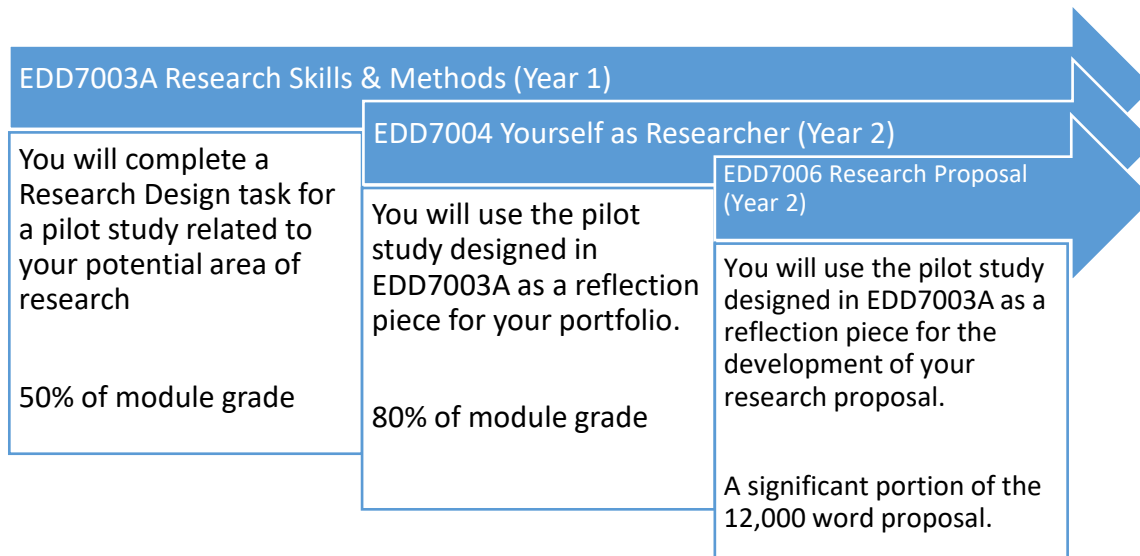 EDD7003A Research Skills & Methods (Year 1)
You will complete a
Research Design task for
a pilot study related to
your potential area of
research
50% of module grade
EDD7004 Yourself as Researcher (Year 2)
You will use the pilot
study designed in
EDD7003A as a reflection
piece for your portfolio.
80% of module grade
EDD7006 Research Proposal
(Year 2)
You will use the pilot study
designed in EDD7003A as a
reflection piece for the
development of your
research proposal.
A significant portion of the
12,000 word proposal.